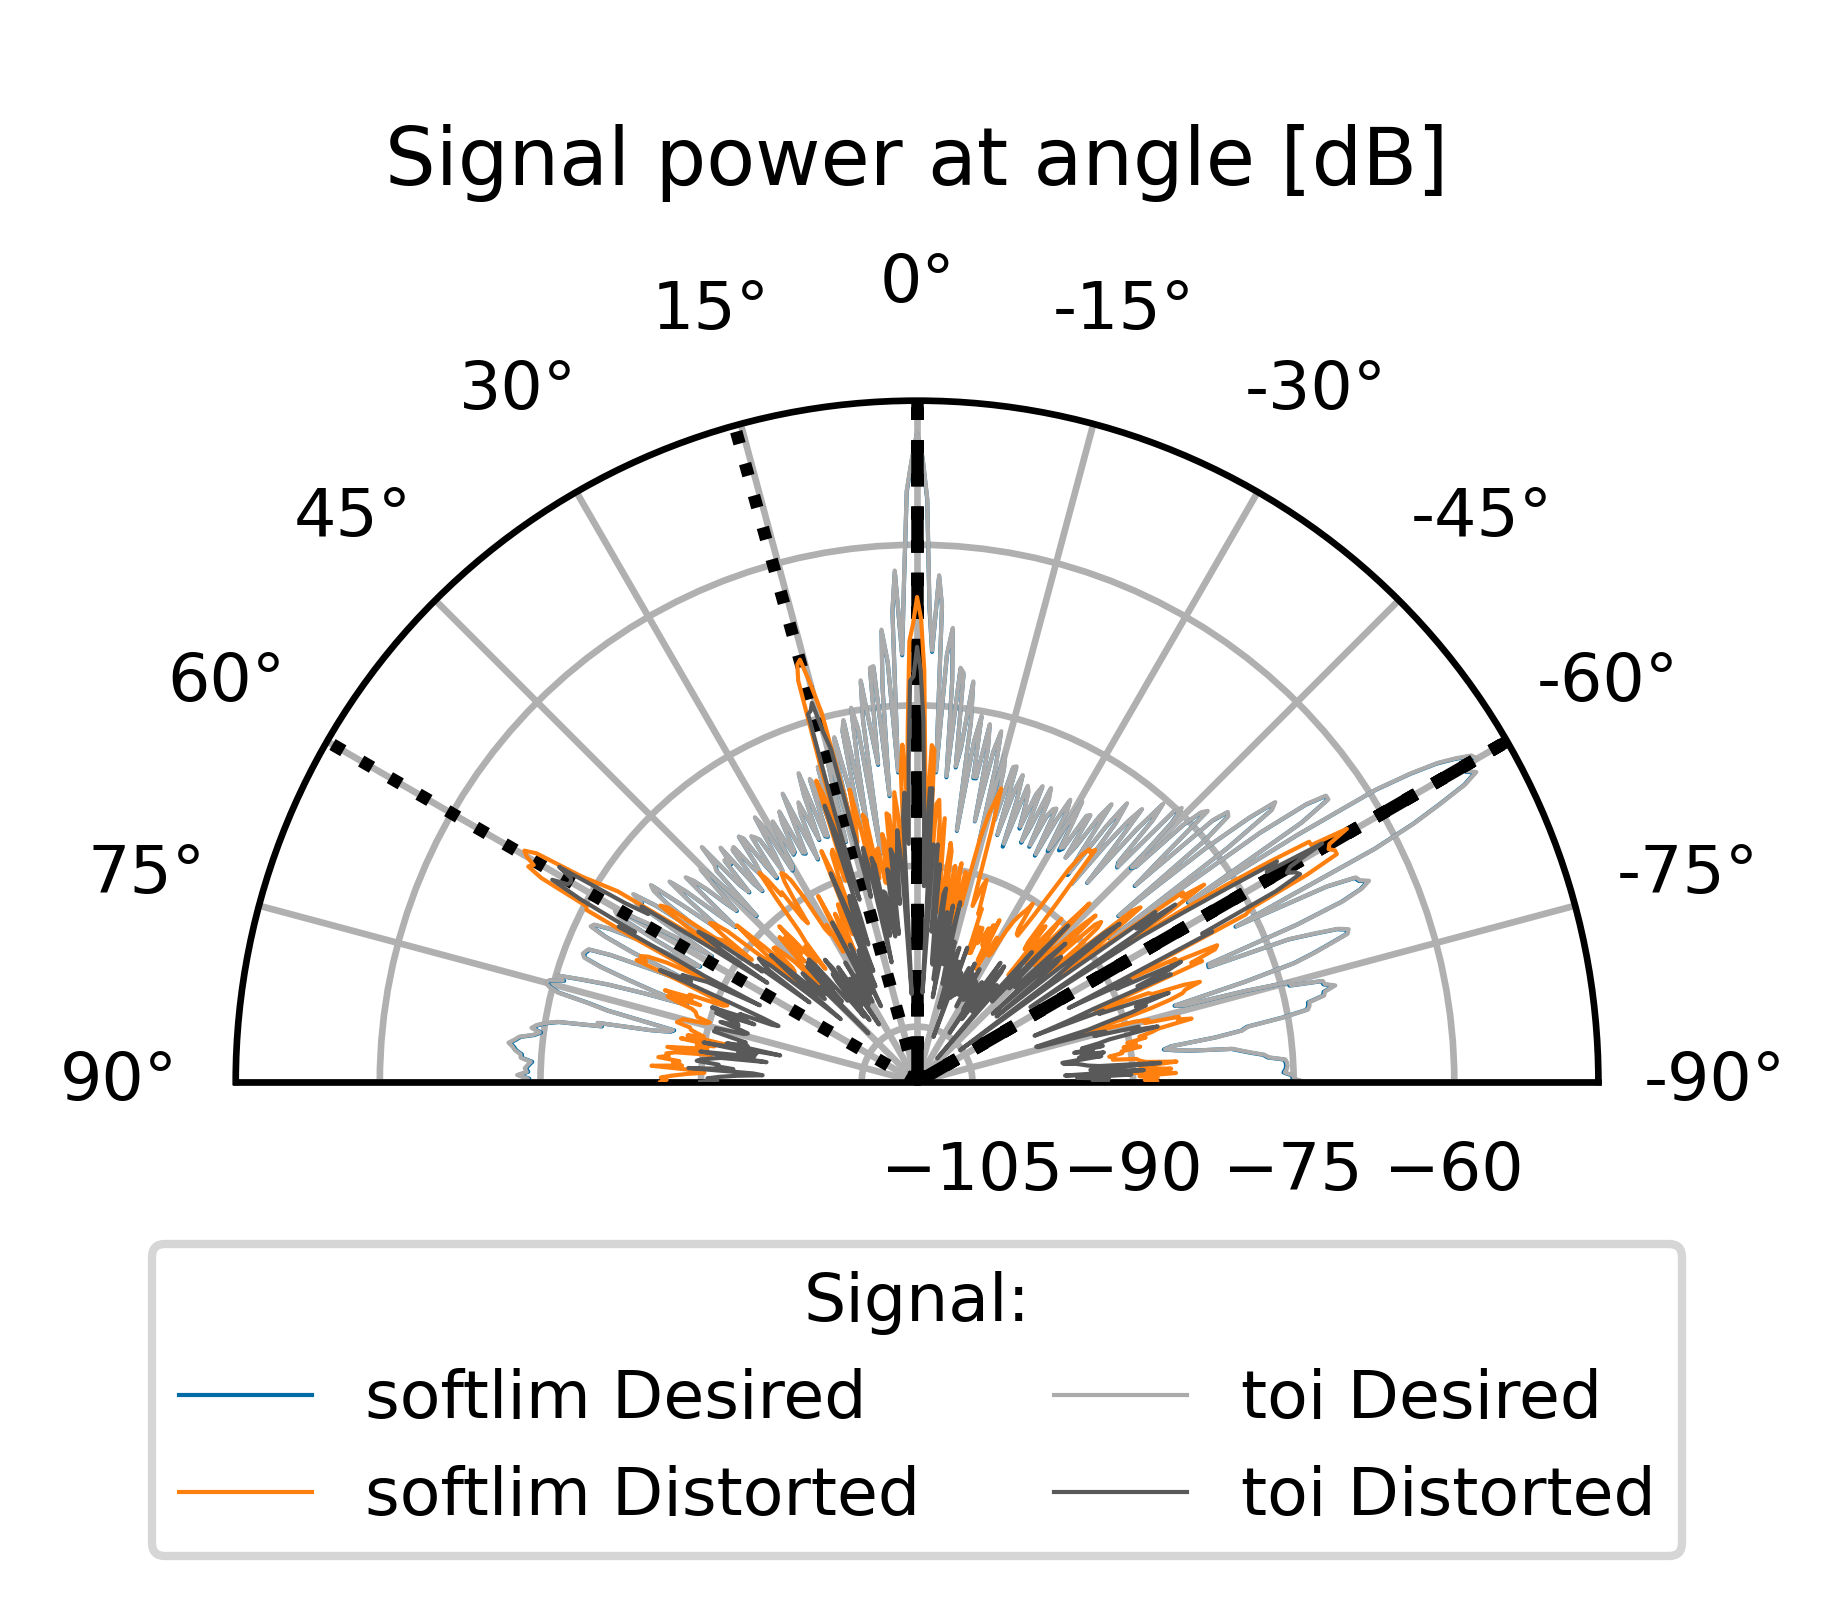 Signal power at angle [dB]
0°
15°
-15°
30°
-30°
45°
-45°
60°
-60°
75°
-75°
90°
-90°
−105 −90 −75 −60
Signal:
softlim Desired
softlim Distorted
toi Desired
toi Distorted